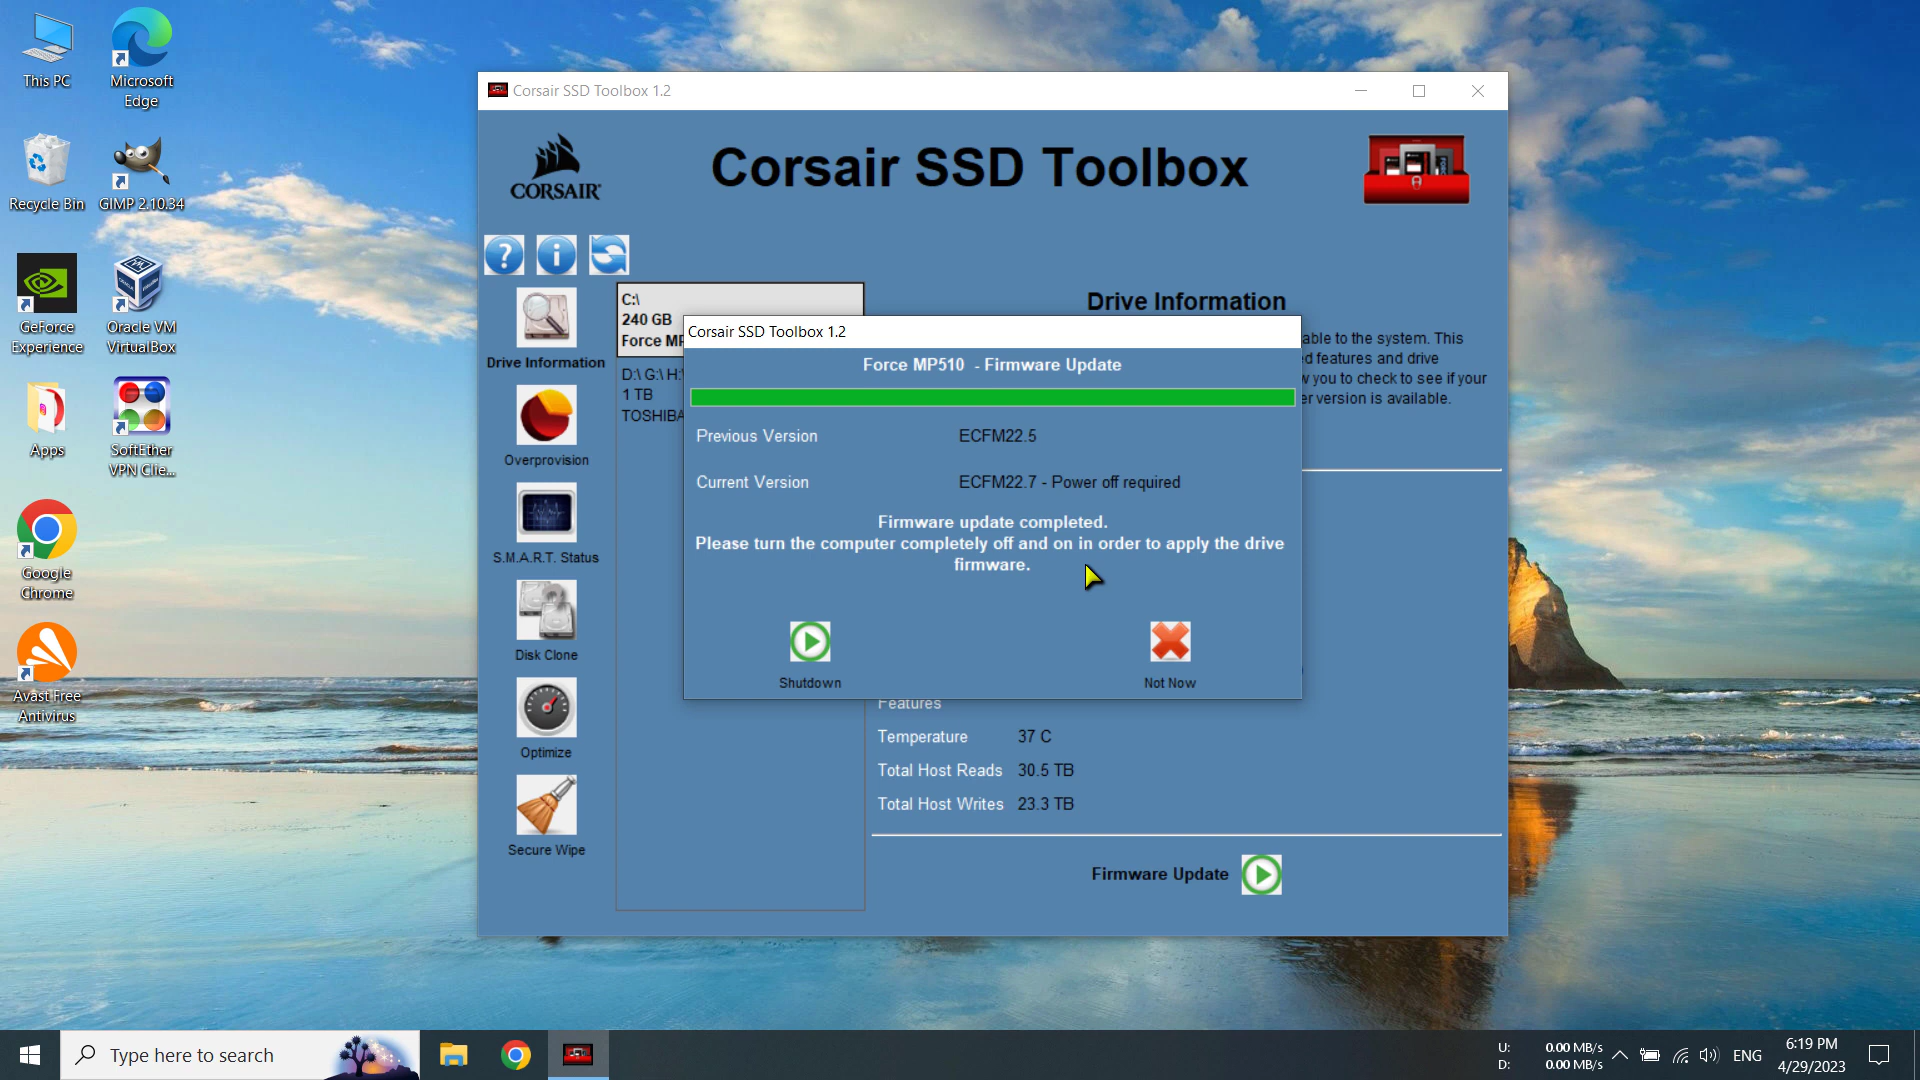 This PC
Microsoft
Edge
Recycle Bin
GIMP 2.10.34
GeForce
Experience
Oracle VM
VirtualBox
Apps
SoftEther
VPN Clie...
Google
Chrome
Avast Free
Antivirus
Corsair SSD Toolbox 1.2
CORSAIR
Corsair SSD Toolbox
Drive Information
Overprovision
S.M.A.R.T. Status
Disk Clone
Optimize
Secure Wipe
C:\
240 GB
Force MP
D:\ G:\ H:\
1 TB
TOSHIBA
Drive Information
able to the system. This
d features and drive
w you to check to see if your
er version is available.
Corsair SSD Toolbox 1.2
Force MP510 - Firmware Update
Previous Version ECFM22.5
Current Version ECFM22.7 - Power off required
Firmware update completed.
Please turn the computer completely off and on in order to apply the drive
firmware.
Shutdown
Not Now
Features
Temperature 37 C
Total Host Reads 30.5 TB
Total Host Writes 23.3 TB
Firmware Update
Type here to search
U: 0.00 MB/s
D: 0.00 MB/s
ENG
6:19 PM
4/29/2023